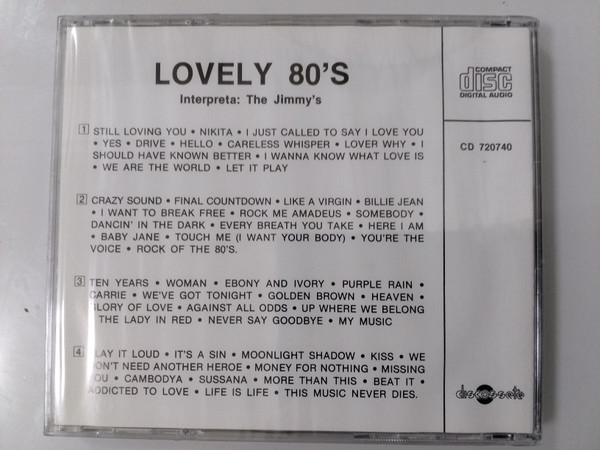 LOVELY 80'S
Interpreta: The Jimmy's
COMPACT
disc
DIGITAL AUDIO
CD 720740
1 STILL LOVING YOU • NIKITA • I JUST CALLED TO SAY I LOVE YOU
• YES • DRIVE • HELLO • CARELESS WHISPER • LOVER WHY • I
SHOULD HAVE KNOWN BETTER • I WANNA KNOW WHAT LOVE IS
• WE ARE THE WORLD • LET IT PLAY
2 CRAZY SOUND • FINAL COUNTDOWN • LIKE A VIRGIN • BILLIE JEAN
• I WANT TO BREAK FREE • ROCK ME AMADEUS • SOMEBODY •
DANCIN' IN THE DARK • EVERY BREATH YOU TAKE • HERE I AM
• BABY JANE • TOUCH ME (I WANT YOUR BODY) • YOU'RE THE
VOICE • ROCK OF THE 80'S.
3 TEN YEARS • WOMAN • EBONY AND IVORY • PURPLE RAIN •
CARRIE • WE'VE GOT TONIGHT • GOLDEN BROWN • HEAVEN •
GLORY OF LOVE • AGAINST ALL ODDS • UP WHERE WE BELONG
THE LADY IN RED • NEVER SAY GOODBYE • MY MUSIC
4 PLAY IT LOUD • IT'S A SIN • MOONLIGHT SHADOW • KISS • WE
DON'T NEED ANOTHER HEROE • MONEY FOR NOTHING • MISSING
YOU • CAMBODYA • SUSSANA • MORE THAN THIS • BEAT IT •
ADDICTED TO LOVE • LIFE IS LIFE • THIS MUSIC NEVER DIES.
discossete